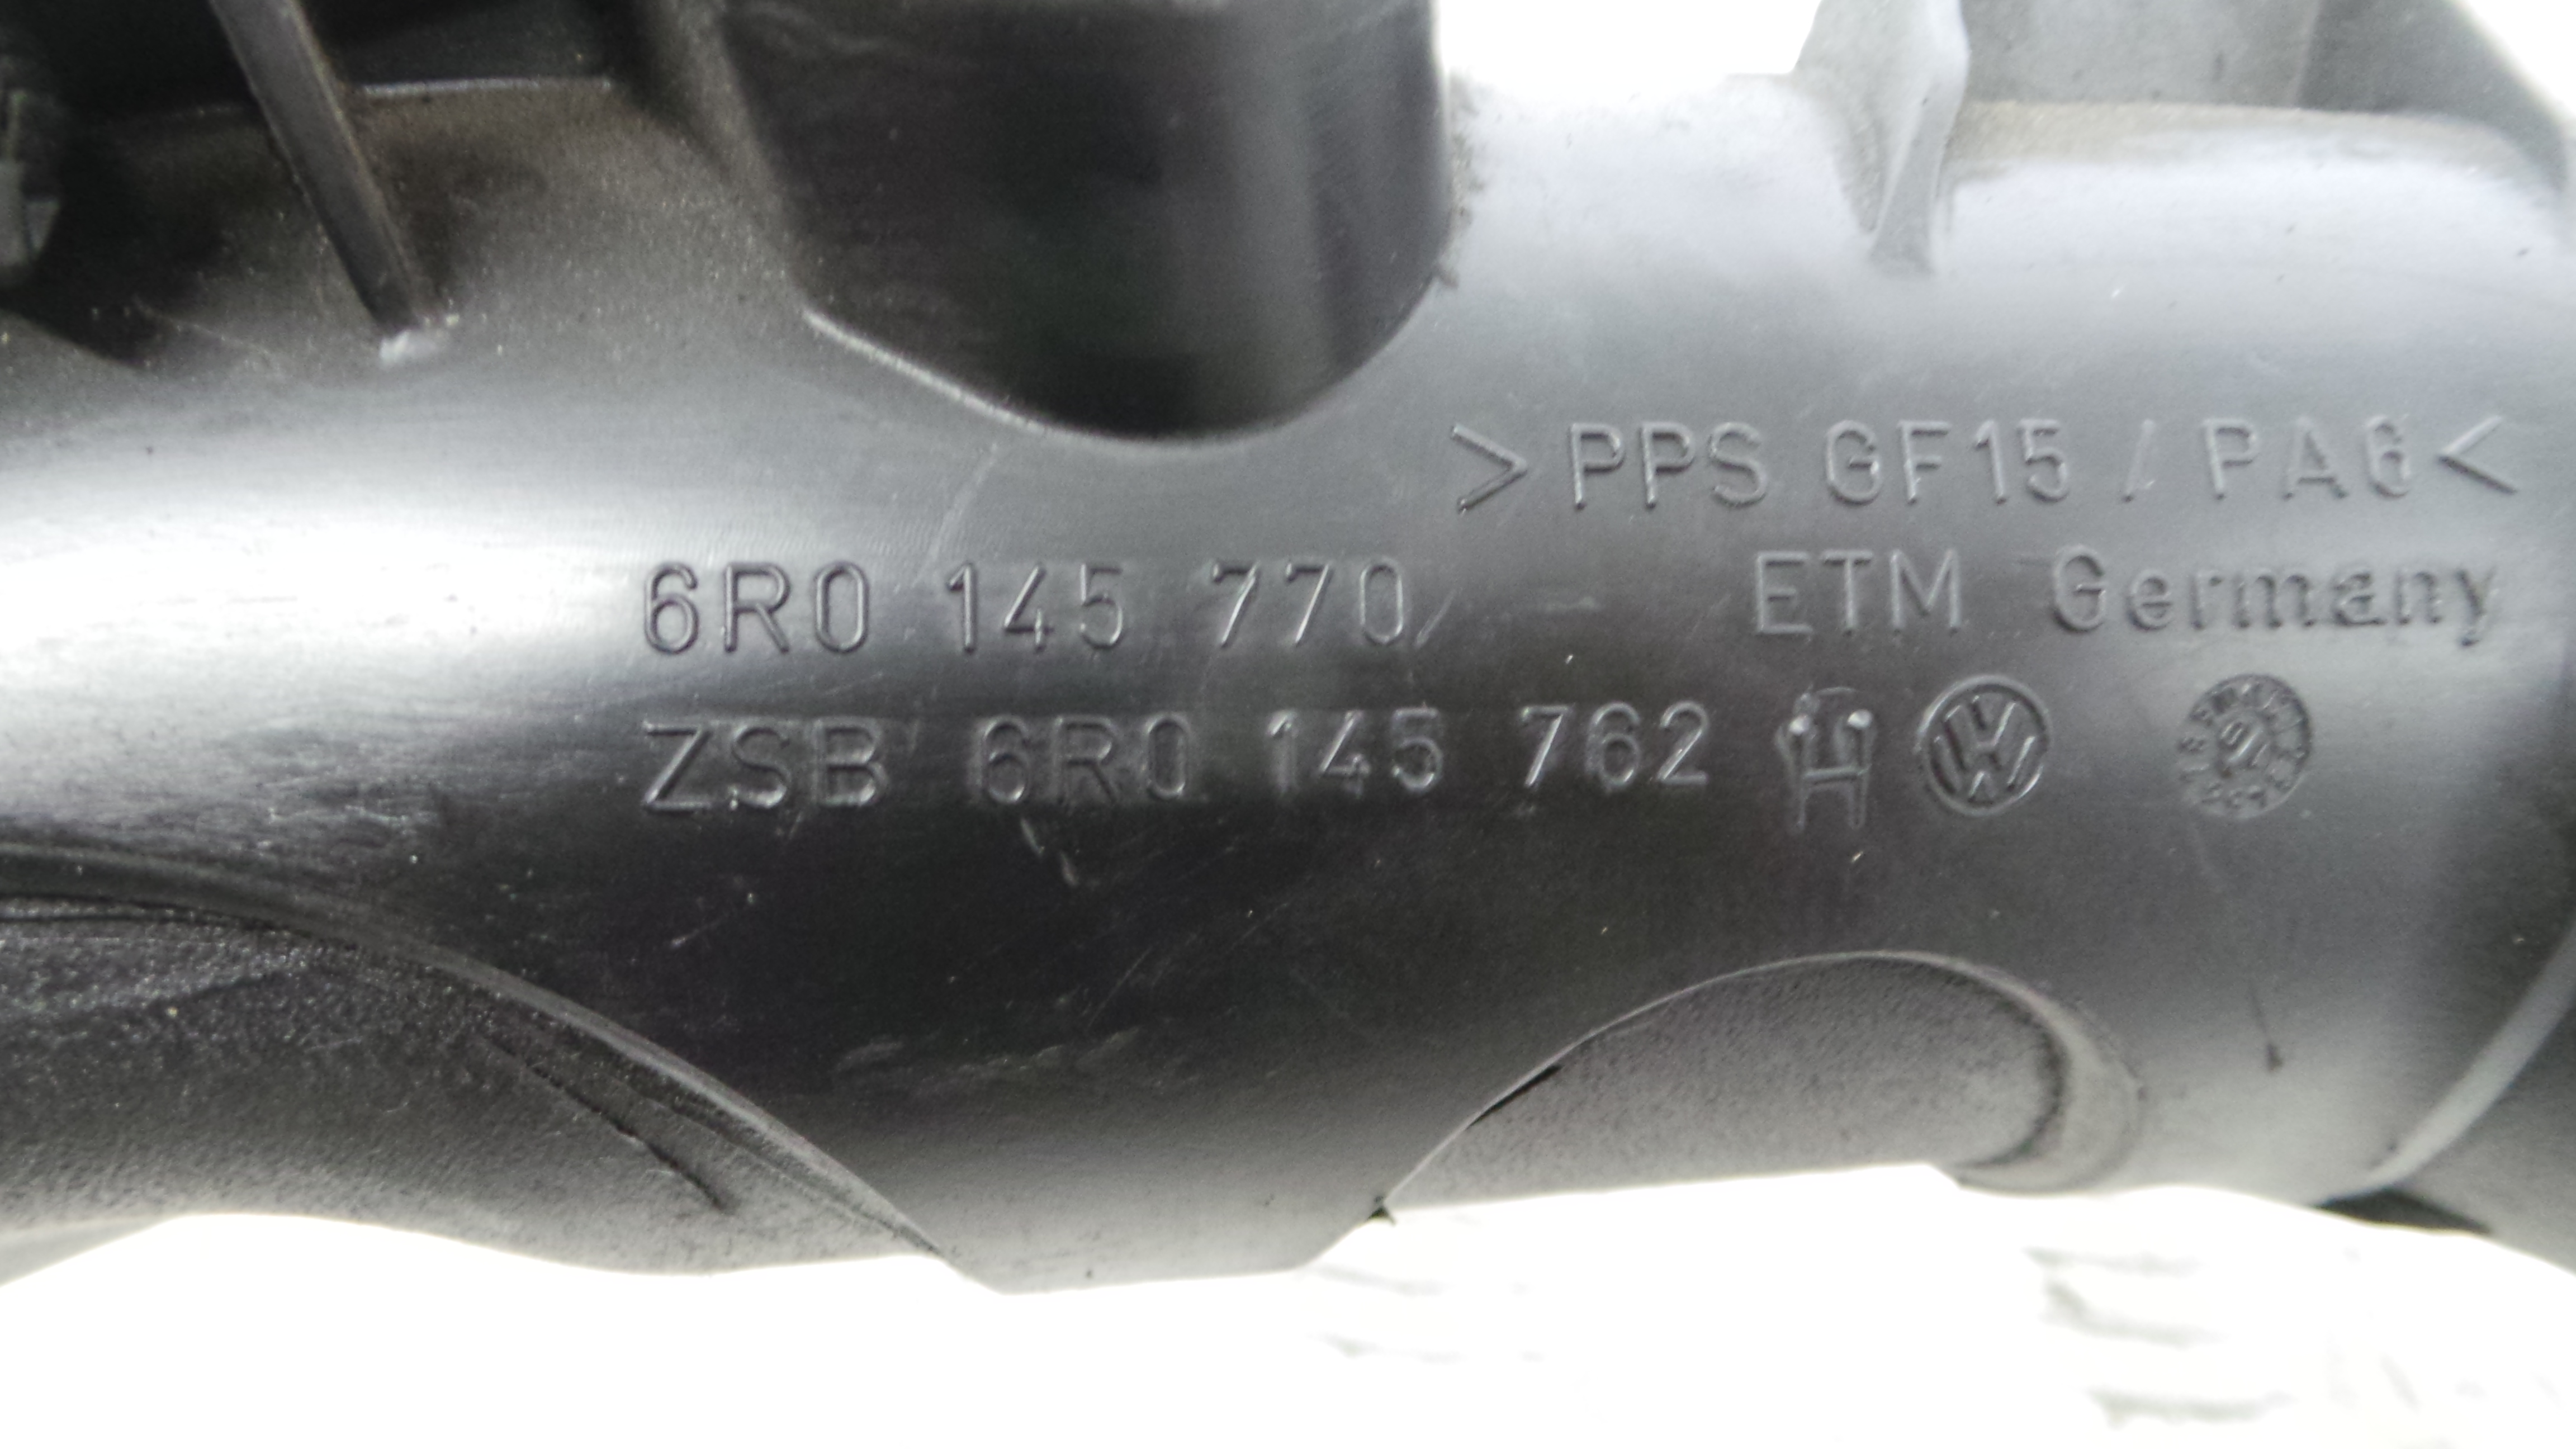 >PPS GF15 / PA6<
6R0 145 770
ETM Germany
ZSB 6R0 145 762